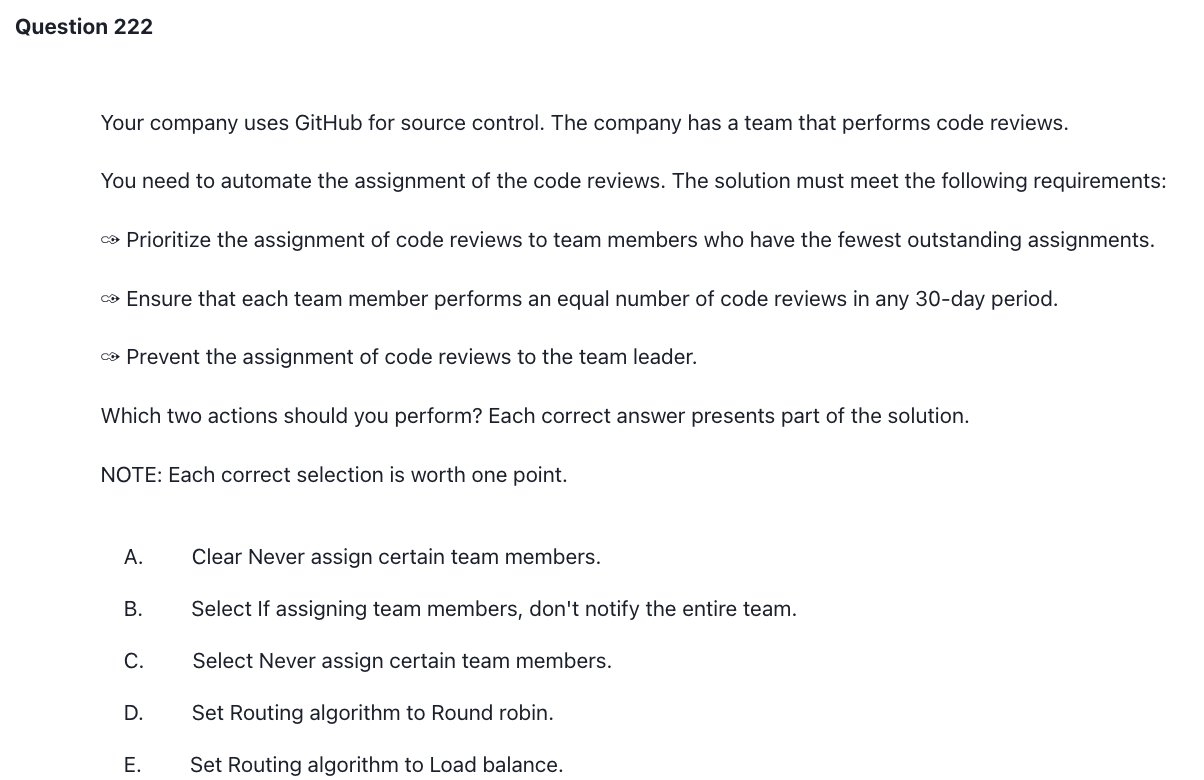 Question 222
Your company uses GitHub for source control. The company has a team that performs code reviews.
You need to automate the assignment of the code reviews. The solution must meet the following requirements:
✑ Prioritize the assignment of code reviews to team members who have the fewest outstanding assignments.
✑ Ensure that each team member performs an equal number of code reviews in any 30-day period.
✑ Prevent the assignment of code reviews to the team leader.
Which two actions should you perform? Each correct answer presents part of the solution.
NOTE: Each correct selection is worth one point.
A. Clear Never assign certain team members.
B. Select If assigning team members, don't notify the entire team.
C. Select Never assign certain team members.
D. Set Routing algorithm to Round robin.
E. Set Routing algorithm to Load balance.